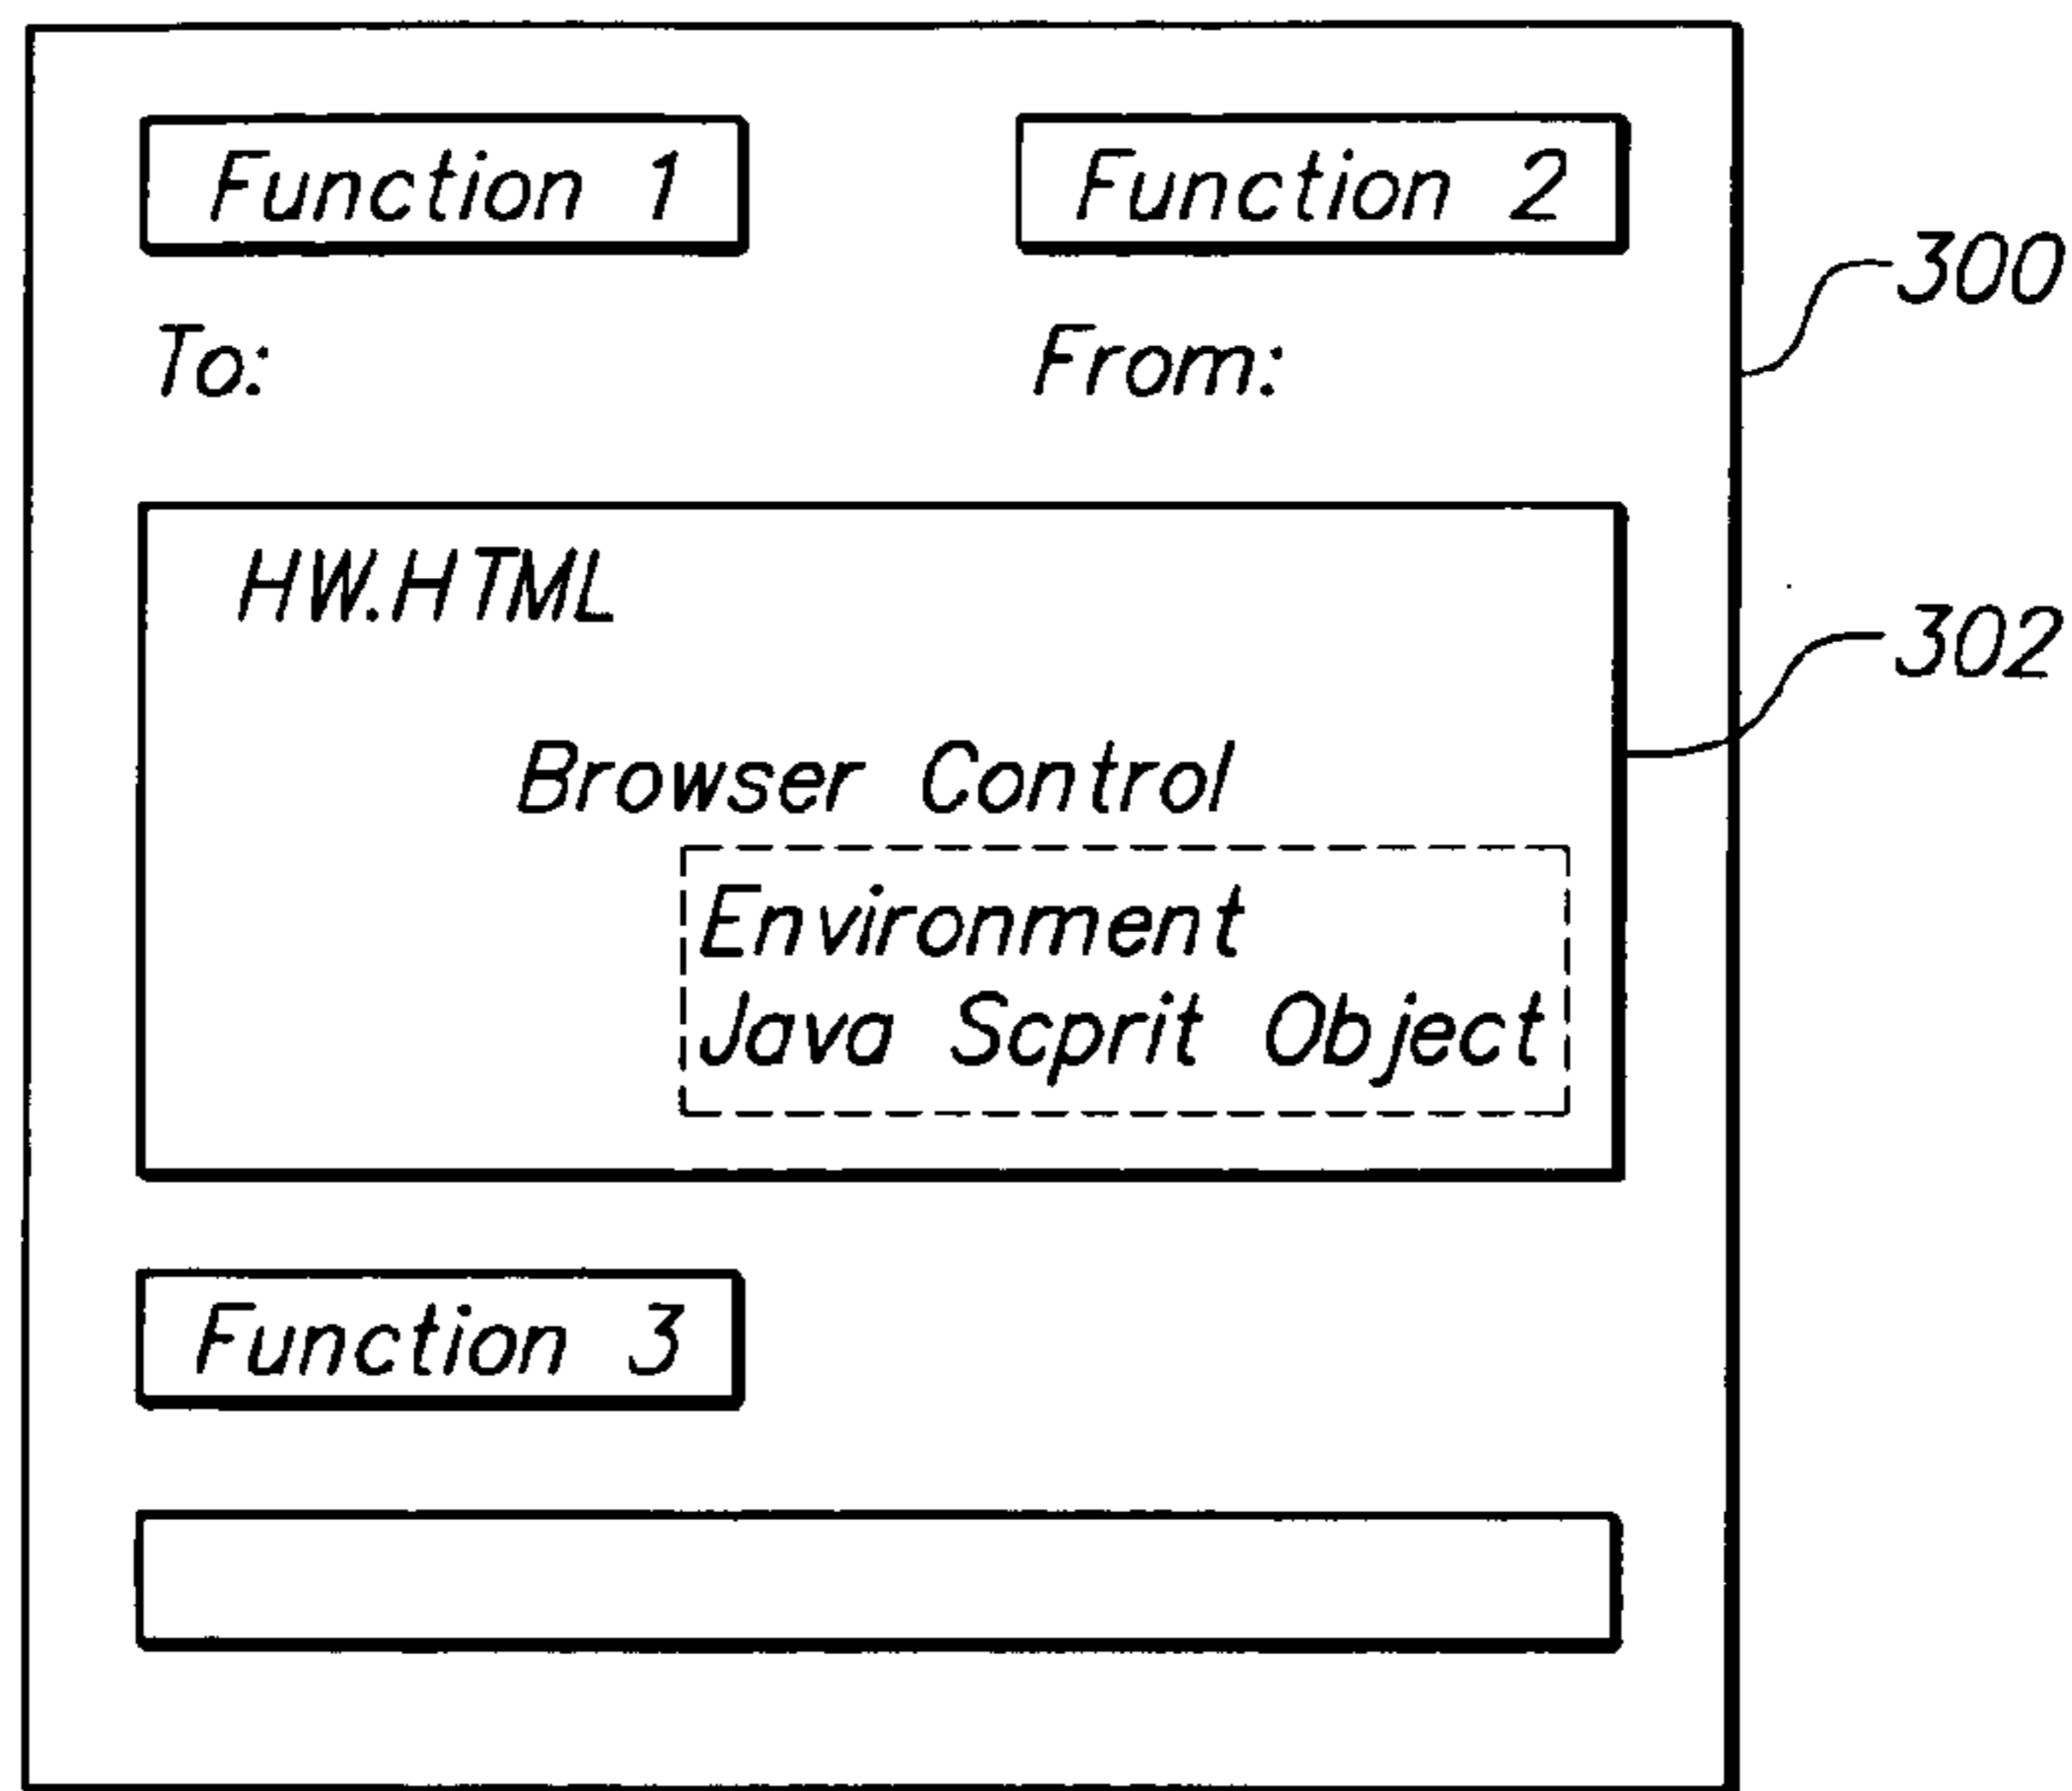 Function 1
Function 2
300
To:
From:
HW.HTML
302
Browser Control
Environment
Java Scprit Object
Function 3